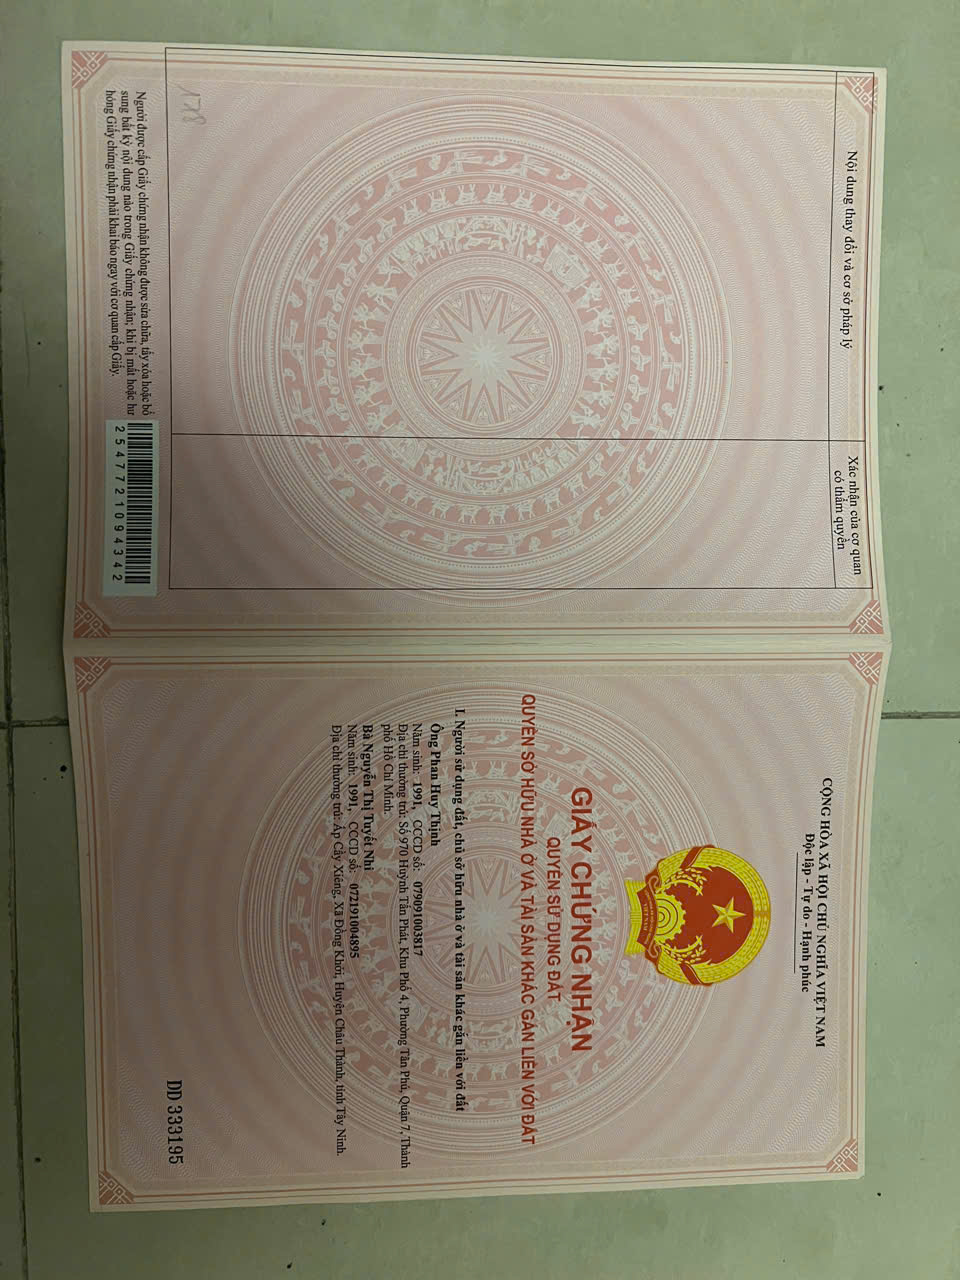 CỘNG HÒA XÃ HỘI CHỦ NGHĨA VIỆT NAM
Độc lập - Tự do - Hạnh phúc
GIẤY CHỨNG NHẬN
QUYỀN SỬ DỤNG ĐẤT
QUYỀN SỞ HỮU NHÀ Ở VÀ TÀI SẢN KHÁC GẮN LIỀN VỚI ĐẤT
I. Người sử dụng đất, chủ sở hữu nhà ở và tài sản khác gắn liền với đất
Ông Phan Huy Thịnh
Năm sinh: 1991, CCCD số: 079091003817
Địa chỉ thường trú: Số 970 Huỳnh Tấn Phát, Khu Phố 4, Phường Tân Phú, Quận 7, Thành
phố Hồ Chí Minh.
Bà Nguyễn Thị Tuyết Nhi
Năm sinh: 1991, CCCD số: 072191004895
Địa chỉ thường trú: Ấp Cầy Xiêng, Xã Đồng Khởi, Huyện Châu Thành, tỉnh Tây Ninh.
DD 333195
Nội dung thay đổi và cơ sở pháp lý
Xác nhận của cơ quan
có thẩm quyền
178
Người được cấp Giấy chứng nhận không được sửa chữa, tẩy xóa hoặc bổ
sung bất kỳ nội dung nào trong Giấy chứng nhận; khi bị mất hoặc hư
hỏng Giấy chứng nhận phải khai báo ngay với cơ quan cấp Giấy.
2547721094342